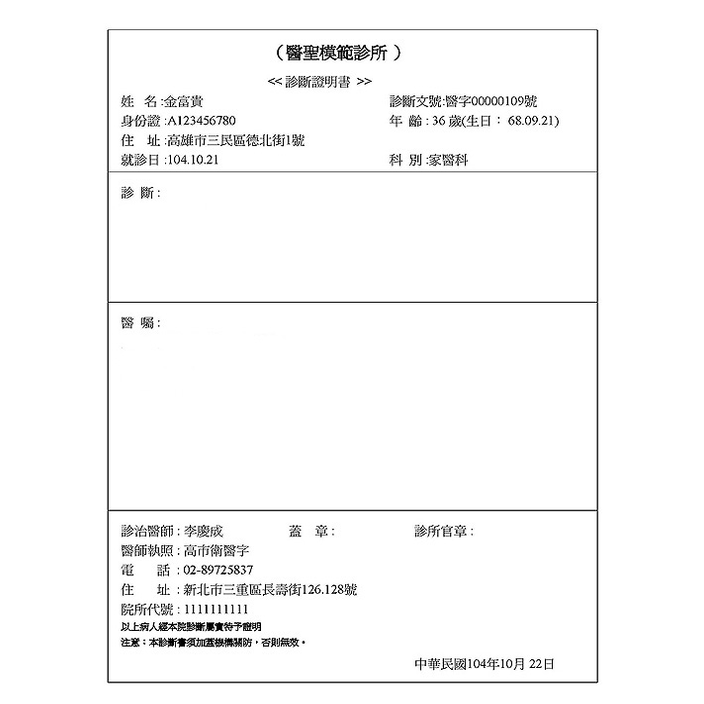 （醫聖模範診所 ）
<< 診斷證明書 >>
姓 名 :金富貴 診斷文號:醫字00000109號
身份證 :A123456780 年 齡 : 36 歲(生日： 68.09.21)
住 址 :高雄市三民區德北街1號
就診日 :104.10.21 科 別 :家醫科
診 斷 :
醫 囑 :
診治醫師 : 李慶成 蓋 章 : 診所官章 :
醫師執照 : 高市衛醫字
電 話 : 02-89725837
住 址 : 新北市三重區長壽街126.128號
院所代號 : 1111111111
以上病人經本院診斷屬實特予證明
注意：本診斷書須加蓋機構關防，否則無效。
中華民國104年10月 22日